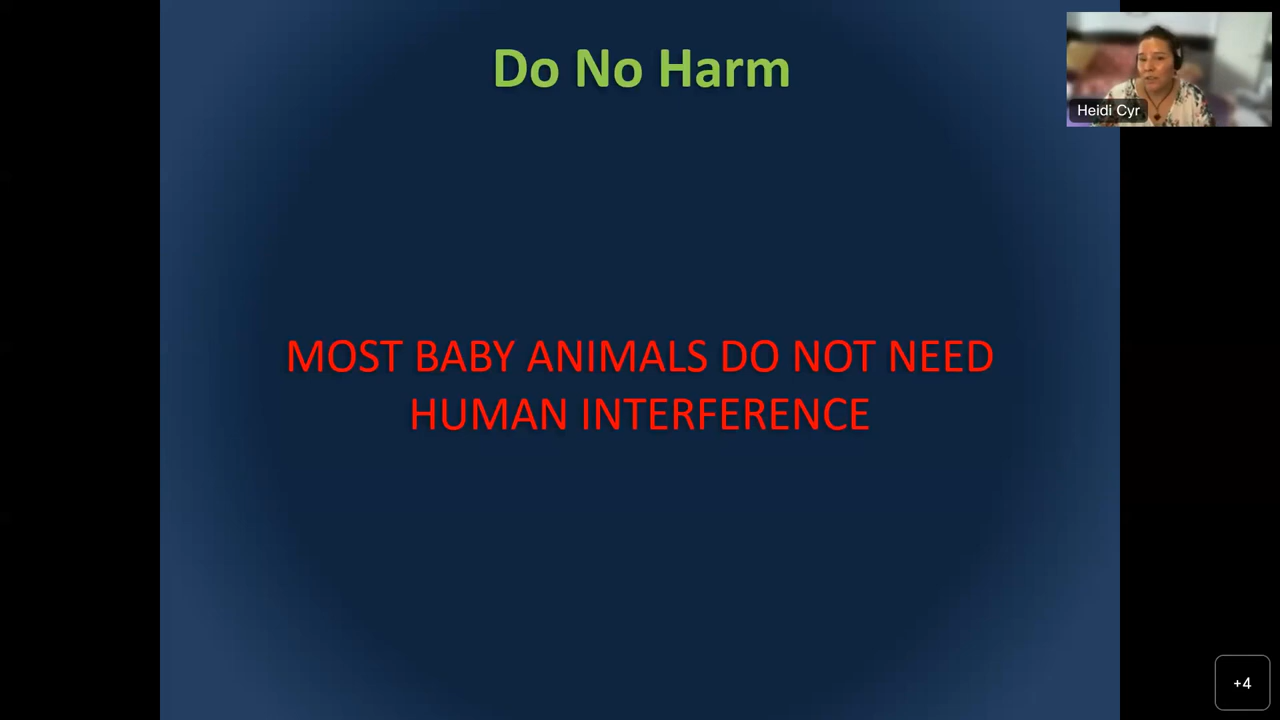 Do No Harm
Heidi Cyr
MOST BABY ANIMALS DO NOT NEED
HUMAN INTERFERENCE
+4